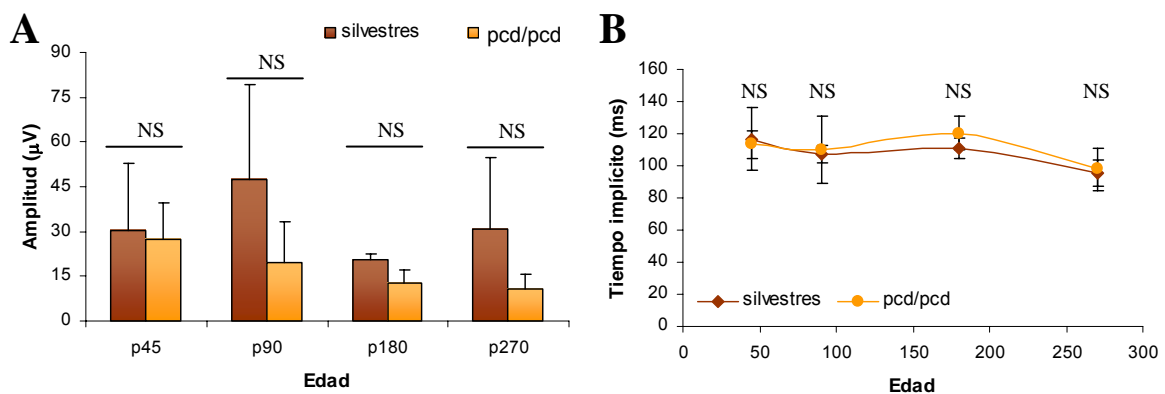 A
silvestres pcd/pcd
90
75
60
45
30
15
0
Amplitud (μV)
NS
NS
NS
NS
p45 p90 p180 p270
Edad
B
160
140
120
100
80
60
40
20
0
Tiempo implícito (ms)
NS NS NS NS
silvestres pcd/pcd
0 50 100 150 200 250 300
Edad